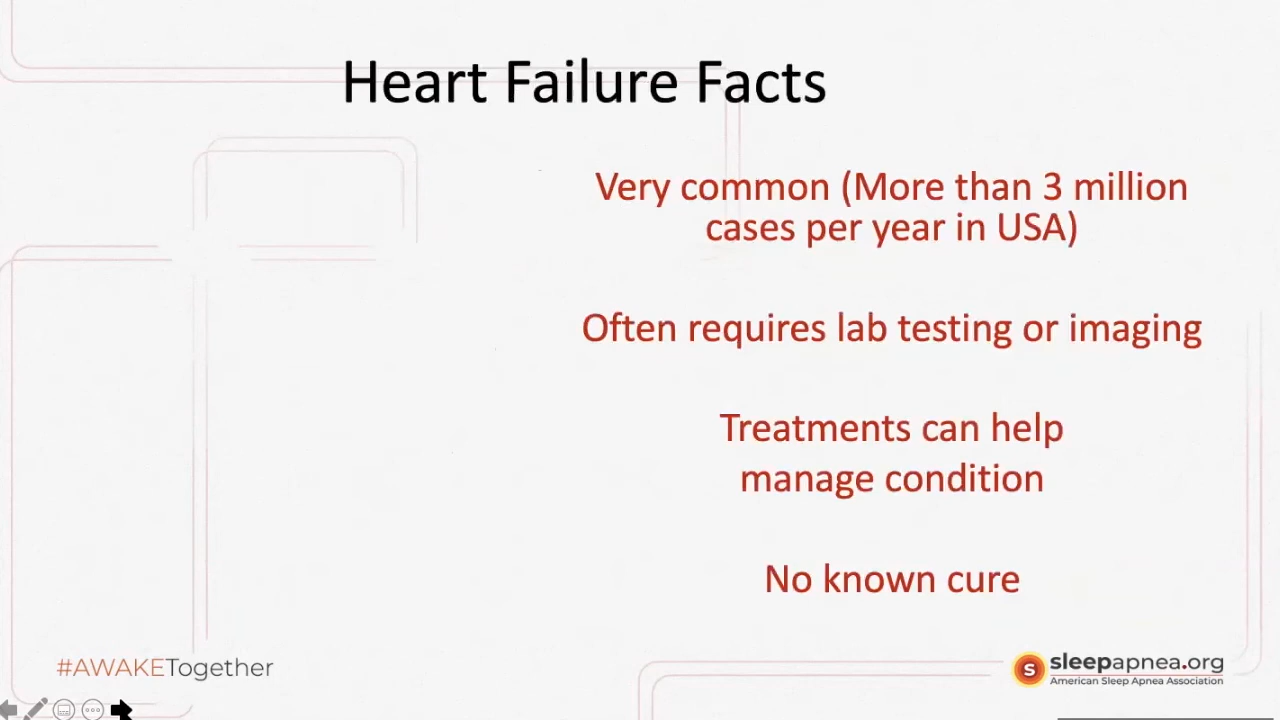 Heart Failure Facts
Very common (More than 3 million
cases per year in USA)
Often requires lab testing or imaging
Treatments can help
manage condition
No known cure
#AWAKETogether
S
sleepapnea.org
American Sleep Apnea Association